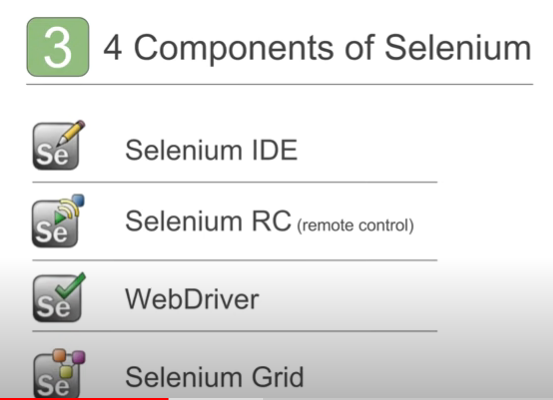 3 4 Components of Selenium
Se Selenium IDE
Se Selenium RC (remote control)
Se WebDriver
Se Selenium Grid